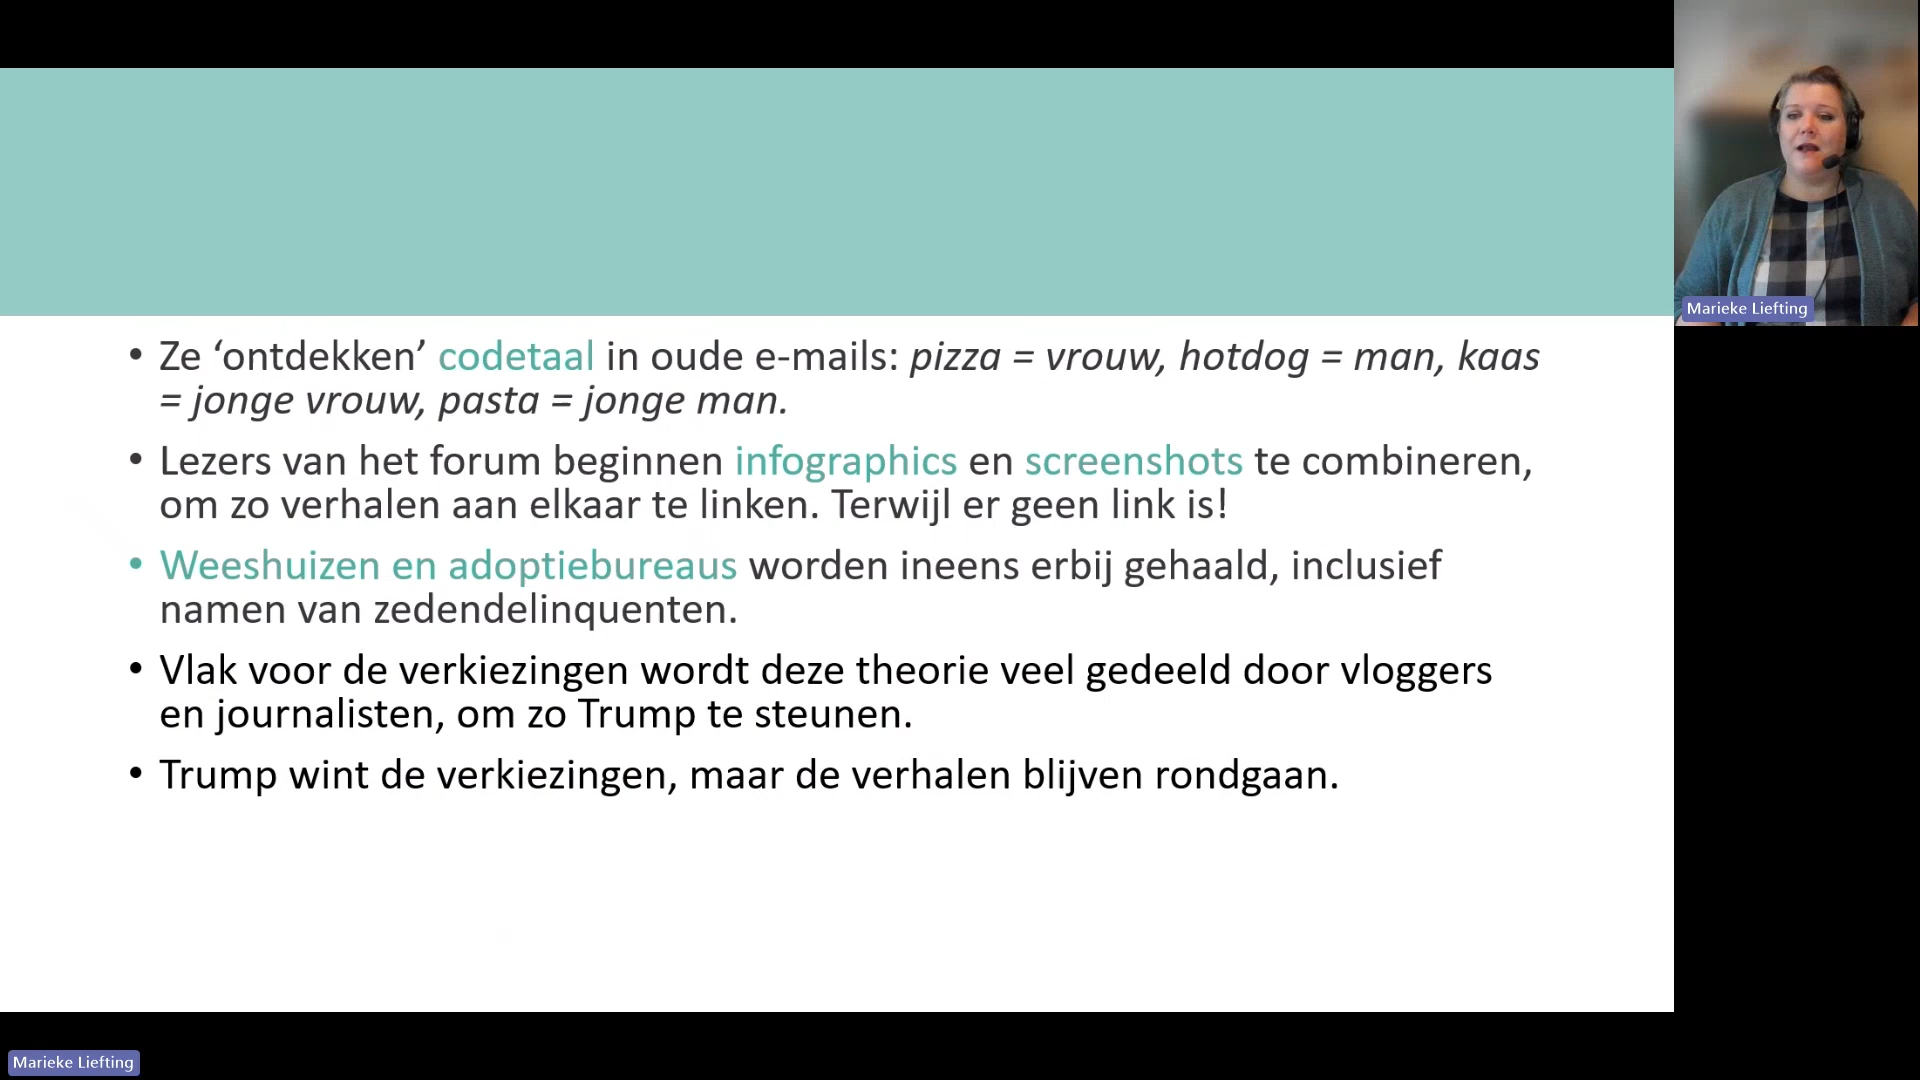 • Ze ‘ontdekken’ codetaal in oude e-mails: pizza = vrouw, hotdog = man, kaas
= jonge vrouw, pasta = jonge man.
• Lezers van het forum beginnen infographics en screenshots te combineren,
om zo verhalen aan elkaar te linken. Terwijl er geen link is!
• Weeshuizen en adoptiebureaus worden ineens erbij gehaald, inclusief
namen van zedendelinquenten.
• Vlak voor de verkiezingen wordt deze theorie veel gedeeld door vloggers
en journalisten, om zo Trump te steunen.
• Trump wint de verkiezingen, maar de verhalen blijven rondgaan.
Marieke Liefting
Marieke Liefting